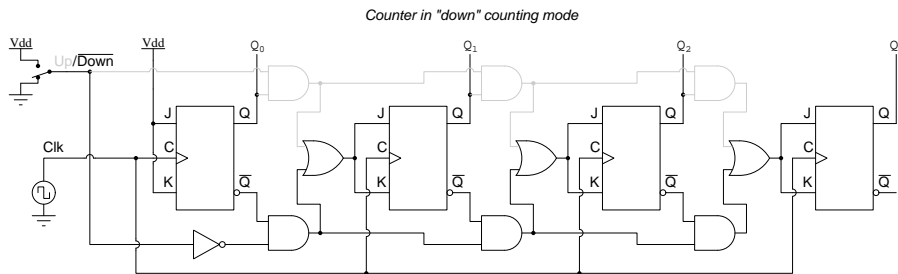 Counter in "down" counting mode
Vdd Vdd Q0 Q1 Q2 Q
Up/Down
J Q J Q J Q J Q
Clk C C C C
K Q K Q K Q K Q